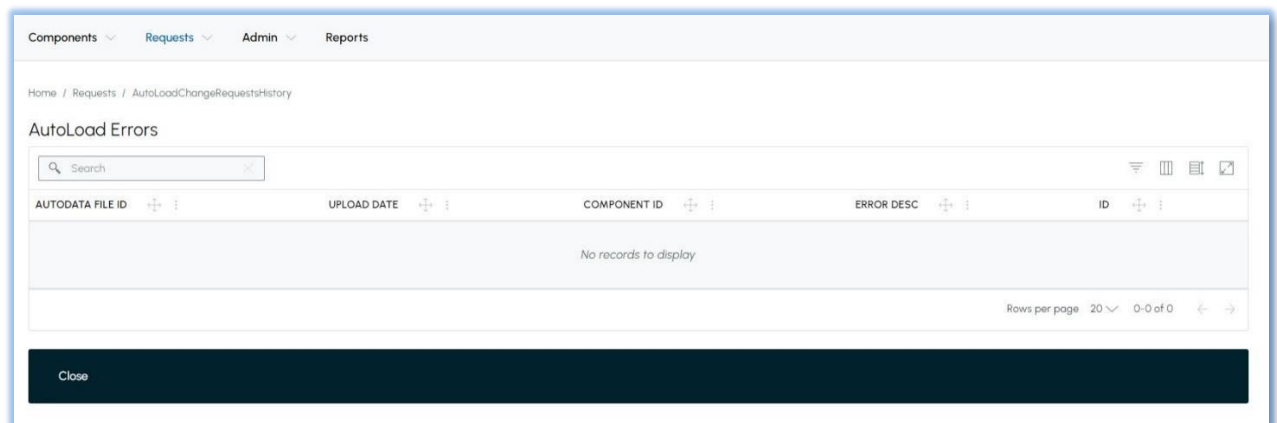 Components Requests Admin Reports
Home / Requests / AutoLoadChangeRequestsHistory
AutoLoad Errors
Search
AUTODATA FILE ID UPLOAD DATE COMPONENT ID ERROR DESC ID
No records to display
Rows per page 20 0-0 of 0
Close